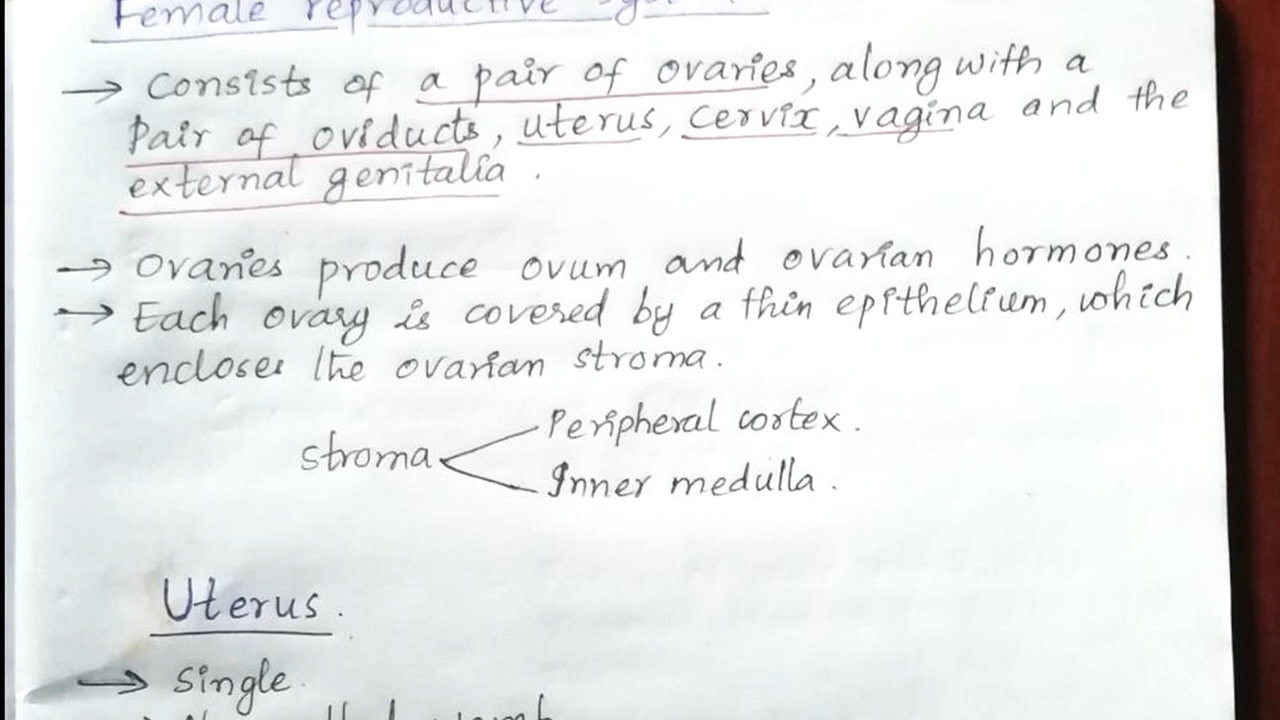 Female reproductive
→ Consists of a pair of ovaries, along with a
Pair of oviducts, uterus, cervix, vagina and the
external genitalia.
→ Ovaries produce ovum and ovarian hormones.
→ Each ovary is covered by a thin epithelium, which
encloses the ovarian stroma.
Peripheral cortex.
stroma
Inner medulla.
Uterus.
→ single